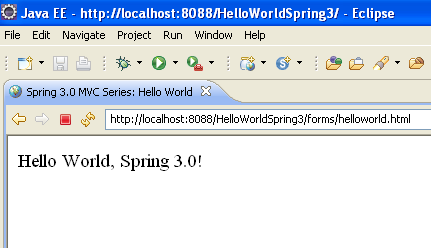 Java EE - http://localhost:8088/HelloWorldSpring3/ - Eclipse
File Edit Navigate Project Run Window Help
Spring 3.0 MVC Series: Hello World
http://localhost:8088/HelloWorldSpring3/forms/helloworld.html
Hello World, Spring 3.0!